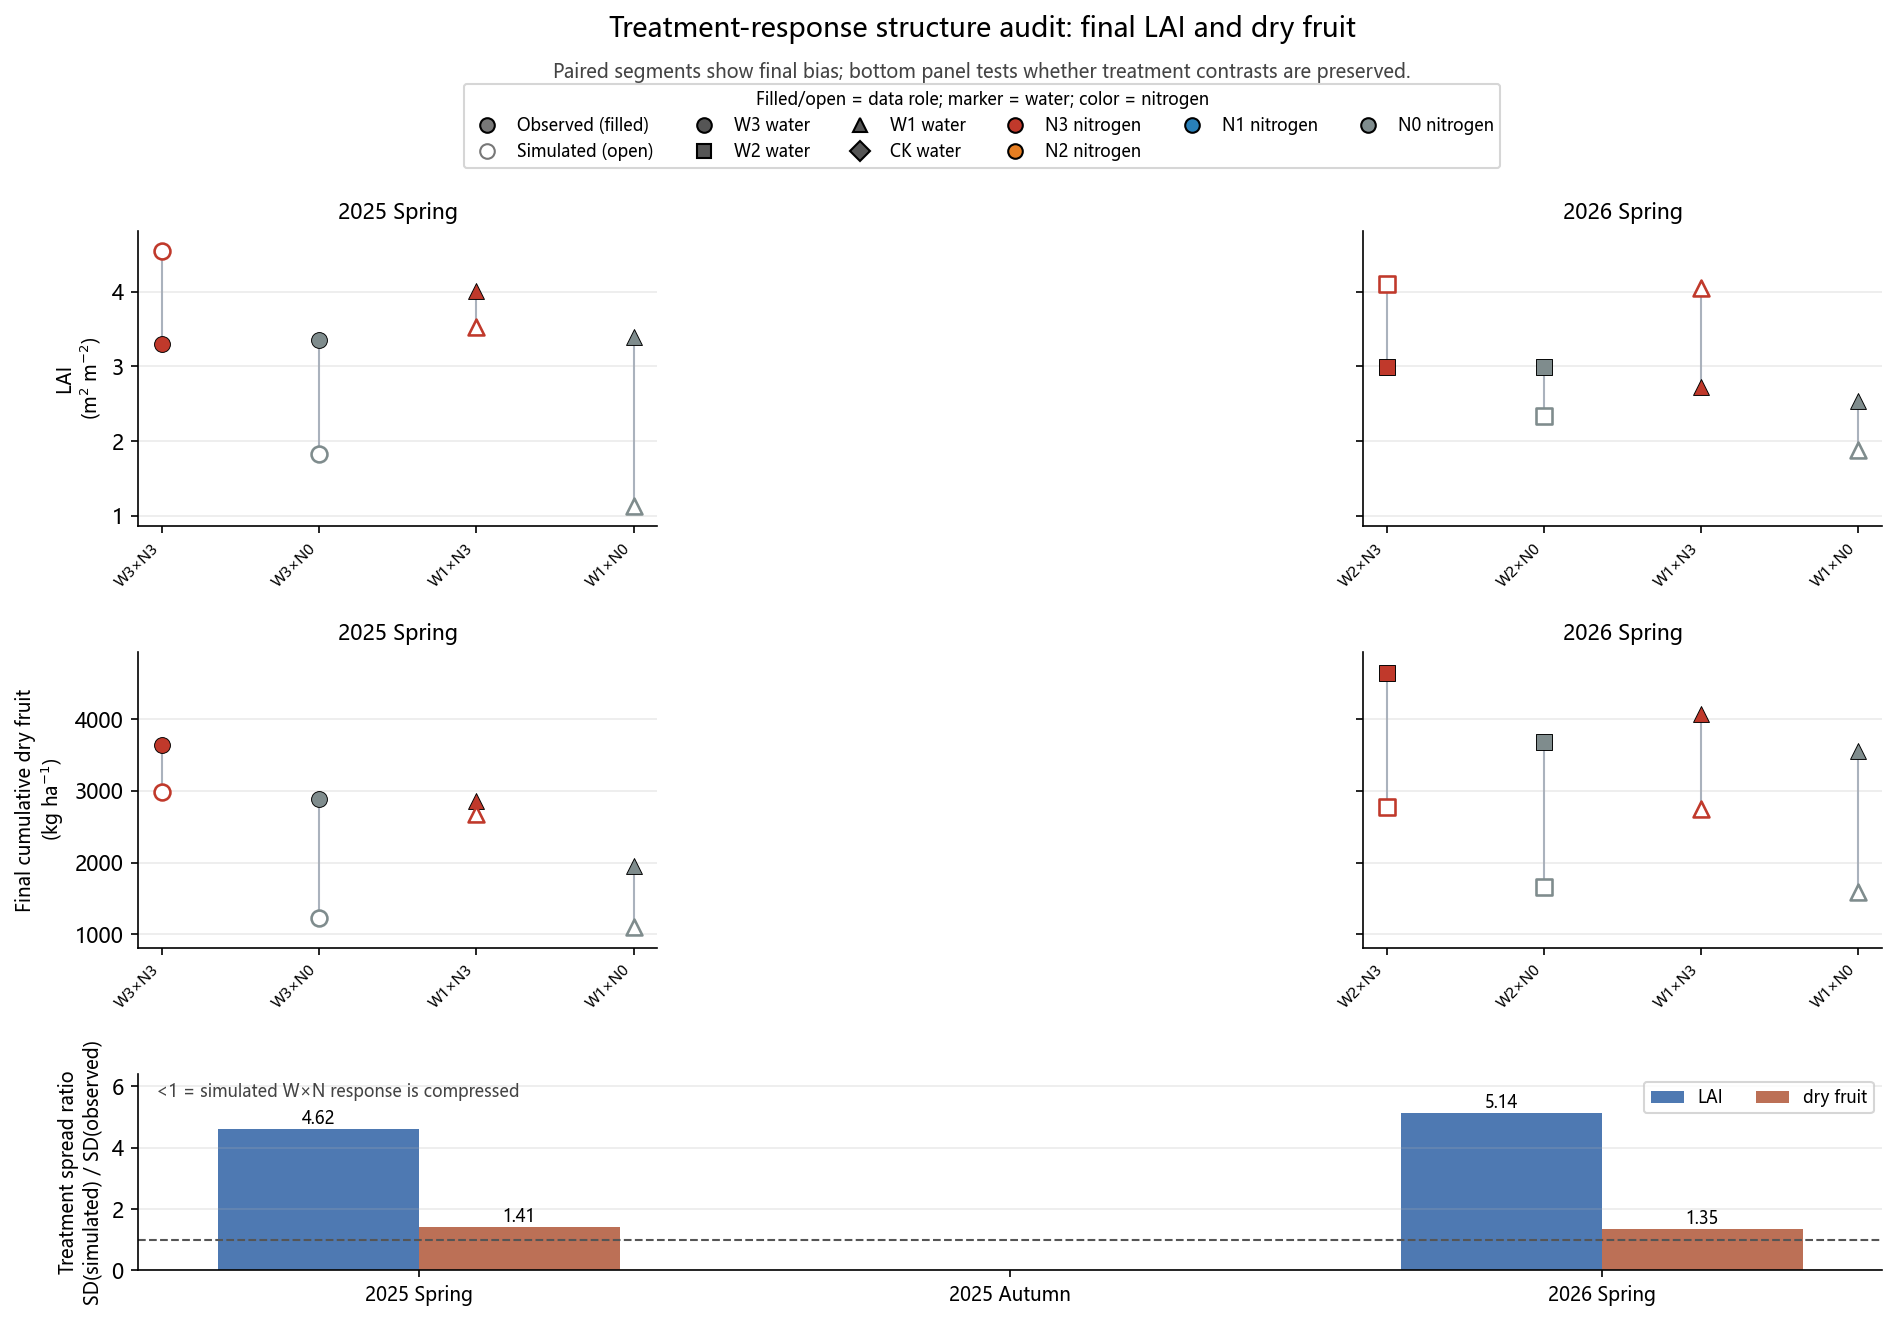 Treatment-response structure audit: final LAI and dry fruit
Paired segments show final bias; bottom panel tests whether treatment contrasts are preserved.
Filled/open = data role; marker = water; color = nitrogen
Observed (filled) W3 water W1 water N3 nitrogen N1 nitrogen N0 nitrogen
Simulated (open) W2 water CK water N2 nitrogen
2025 Spring
LAI
(m² m⁻²)
4
3
2
1
W3×N3 W3×N0 W1×N3 W1×N0
2026 Spring
W2×N3 W2×N0 W1×N3 W1×N0
2025 Spring
Final cumulative dry fruit
(kg ha⁻¹)
4000
3000
2000
1000
W3×N3 W3×N0 W1×N3 W1×N0
2026 Spring
W2×N3 W2×N0 W1×N3 W1×N0
Treatment spread ratio
SD(simulated) / SD(observed)
6
4
2
0
<1 = simulated W×N response is compressed
LAI dry fruit
4.62
1.41
5.14
1.35
2025 Spring 2025 Autumn 2026 Spring